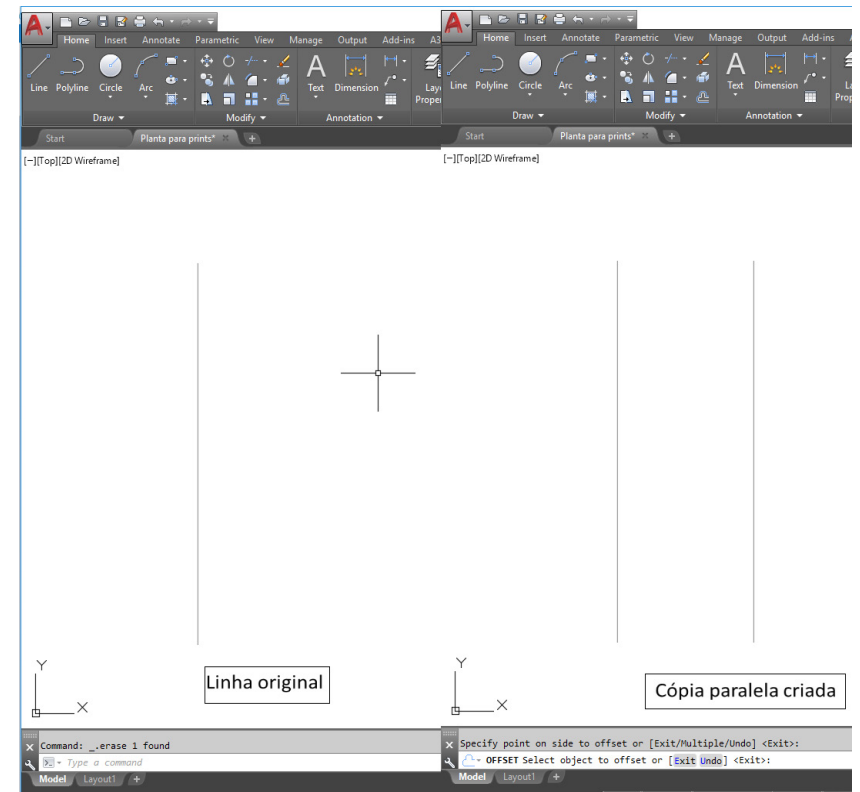 A
Home Insert Annotate Parametric View Manage Output Add-ins A3
Line Polyline Circle Arc
A
Text Dimension
Draw Modify Annotation
Start Planta para prints*
[−][Top][2D Wireframe]
Y
X
Linha original
Command: _.erase 1 found
Type a command
Model Layout1 +
A
Home Insert Annotate Parametric View Manage Output Add-ins
Line Polyline Circle Arc
A
Text Dimension
Draw Modify Annotation
Start Planta para prints*
[−][Top][2D Wireframe]
Y
X
Cópia paralela criada
Specify point on side to offset or [Exit/Multiple/Undo] <Exit>:
OFFSET Select object to offset or [Exit Undo] <Exit>:
Model Layout1 +